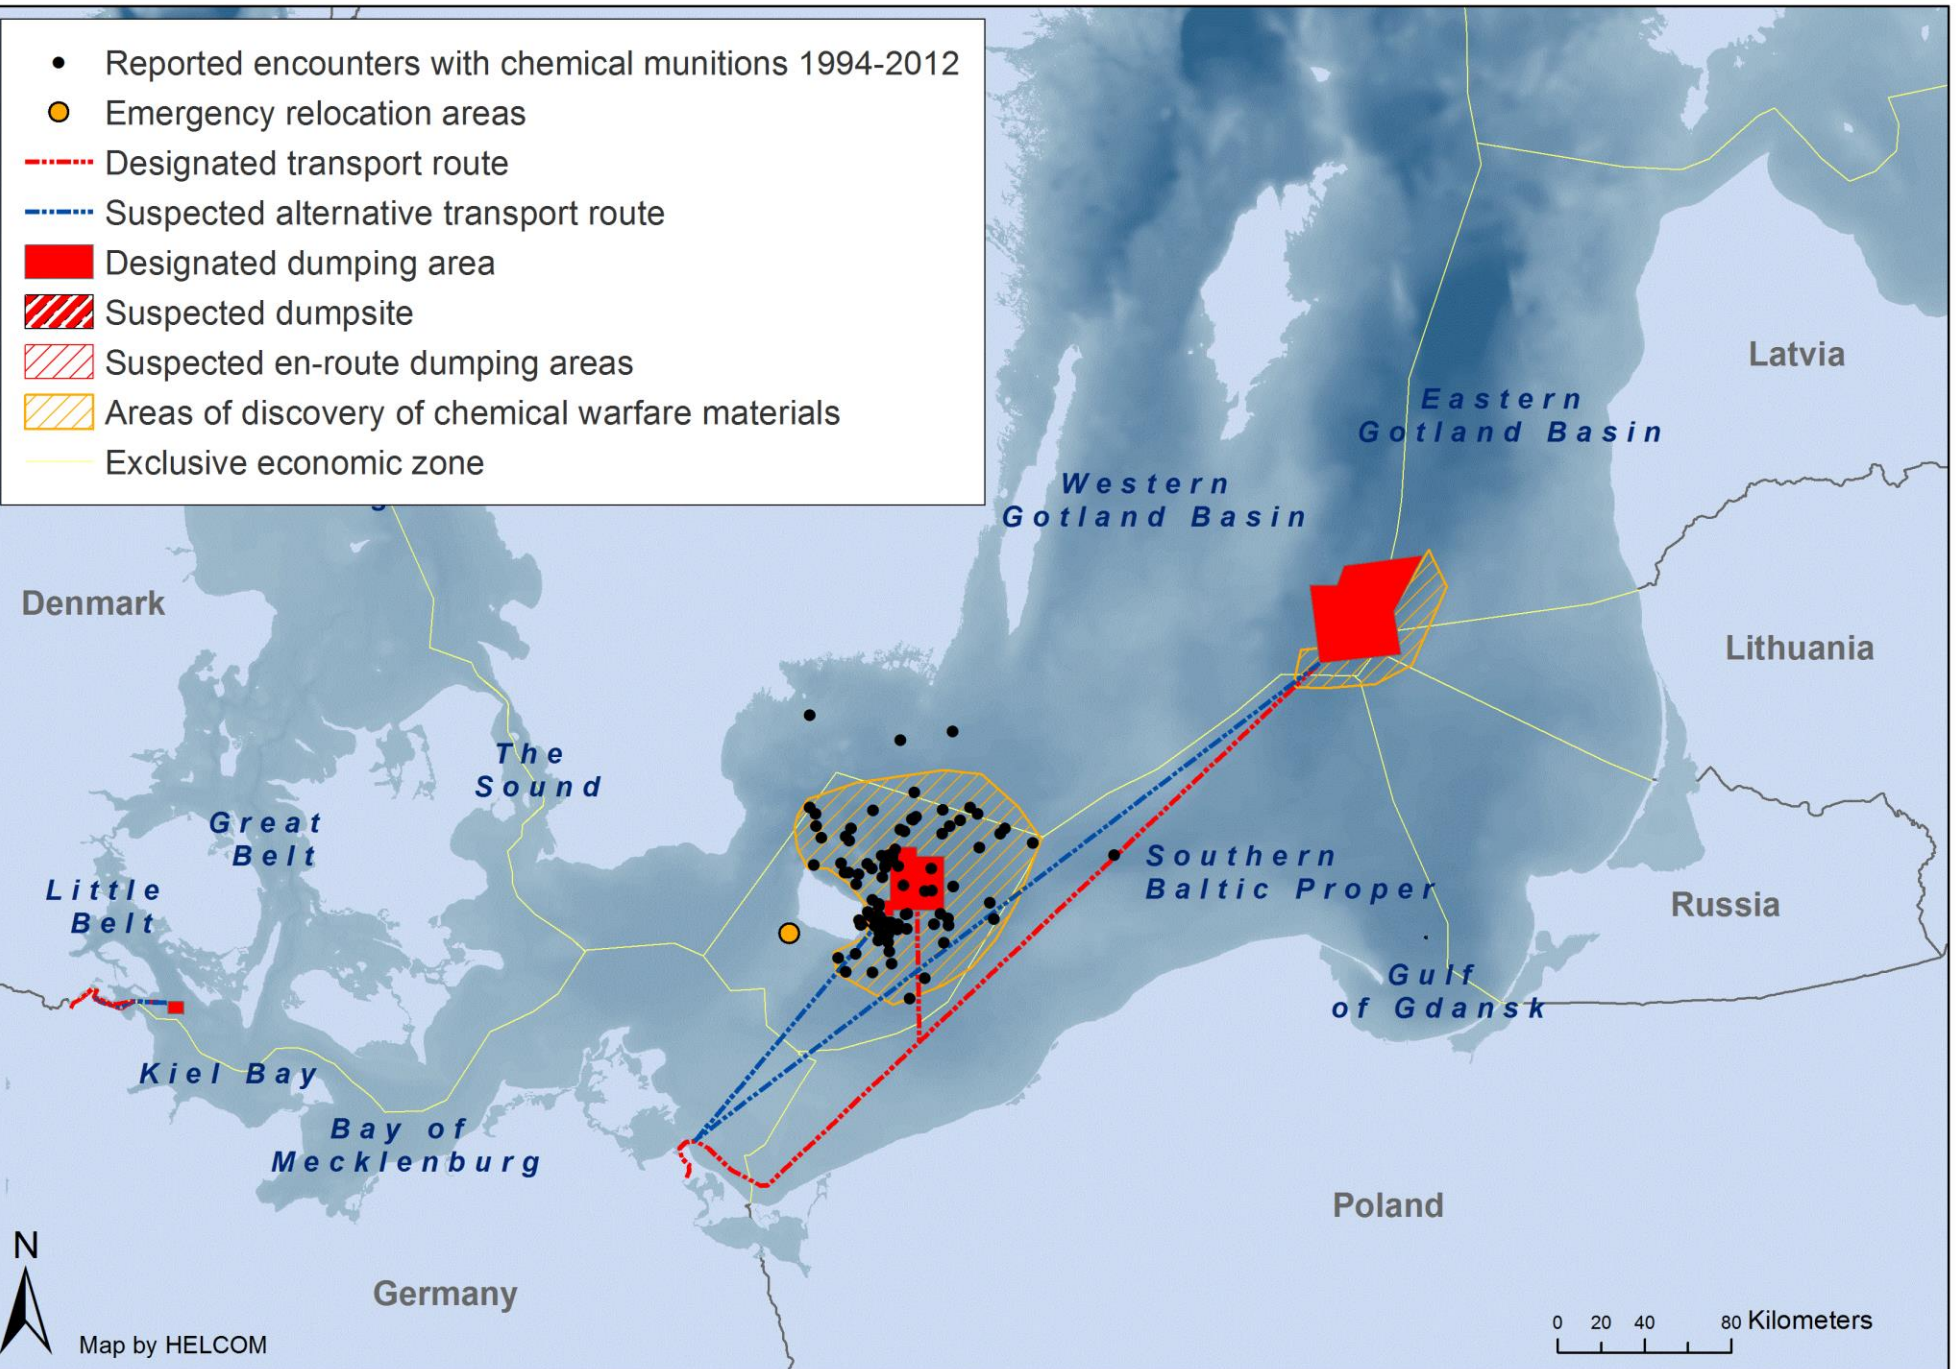 Reported encounters with chemical munitions 1994-2012
Emergency relocation areas
Designated transport route
Suspected alternative transport route
Designated dumping area
Suspected dumpsite
Suspected en-route dumping areas
Areas of discovery of chemical warfare materials
Exclusive economic zone
Latvia
Eastern
Gotland Basin
Western
Gotland Basin
Denmark
Lithuania
The
Sound
Great
Belt
Little
Belt
Southern
Baltic Proper
Russia
Gulf
of Gdansk
Kiel Bay
Bay of
Mecklenburg
Poland
N
Germany
0 20 40 80 Kilometers
Map by HELCOM